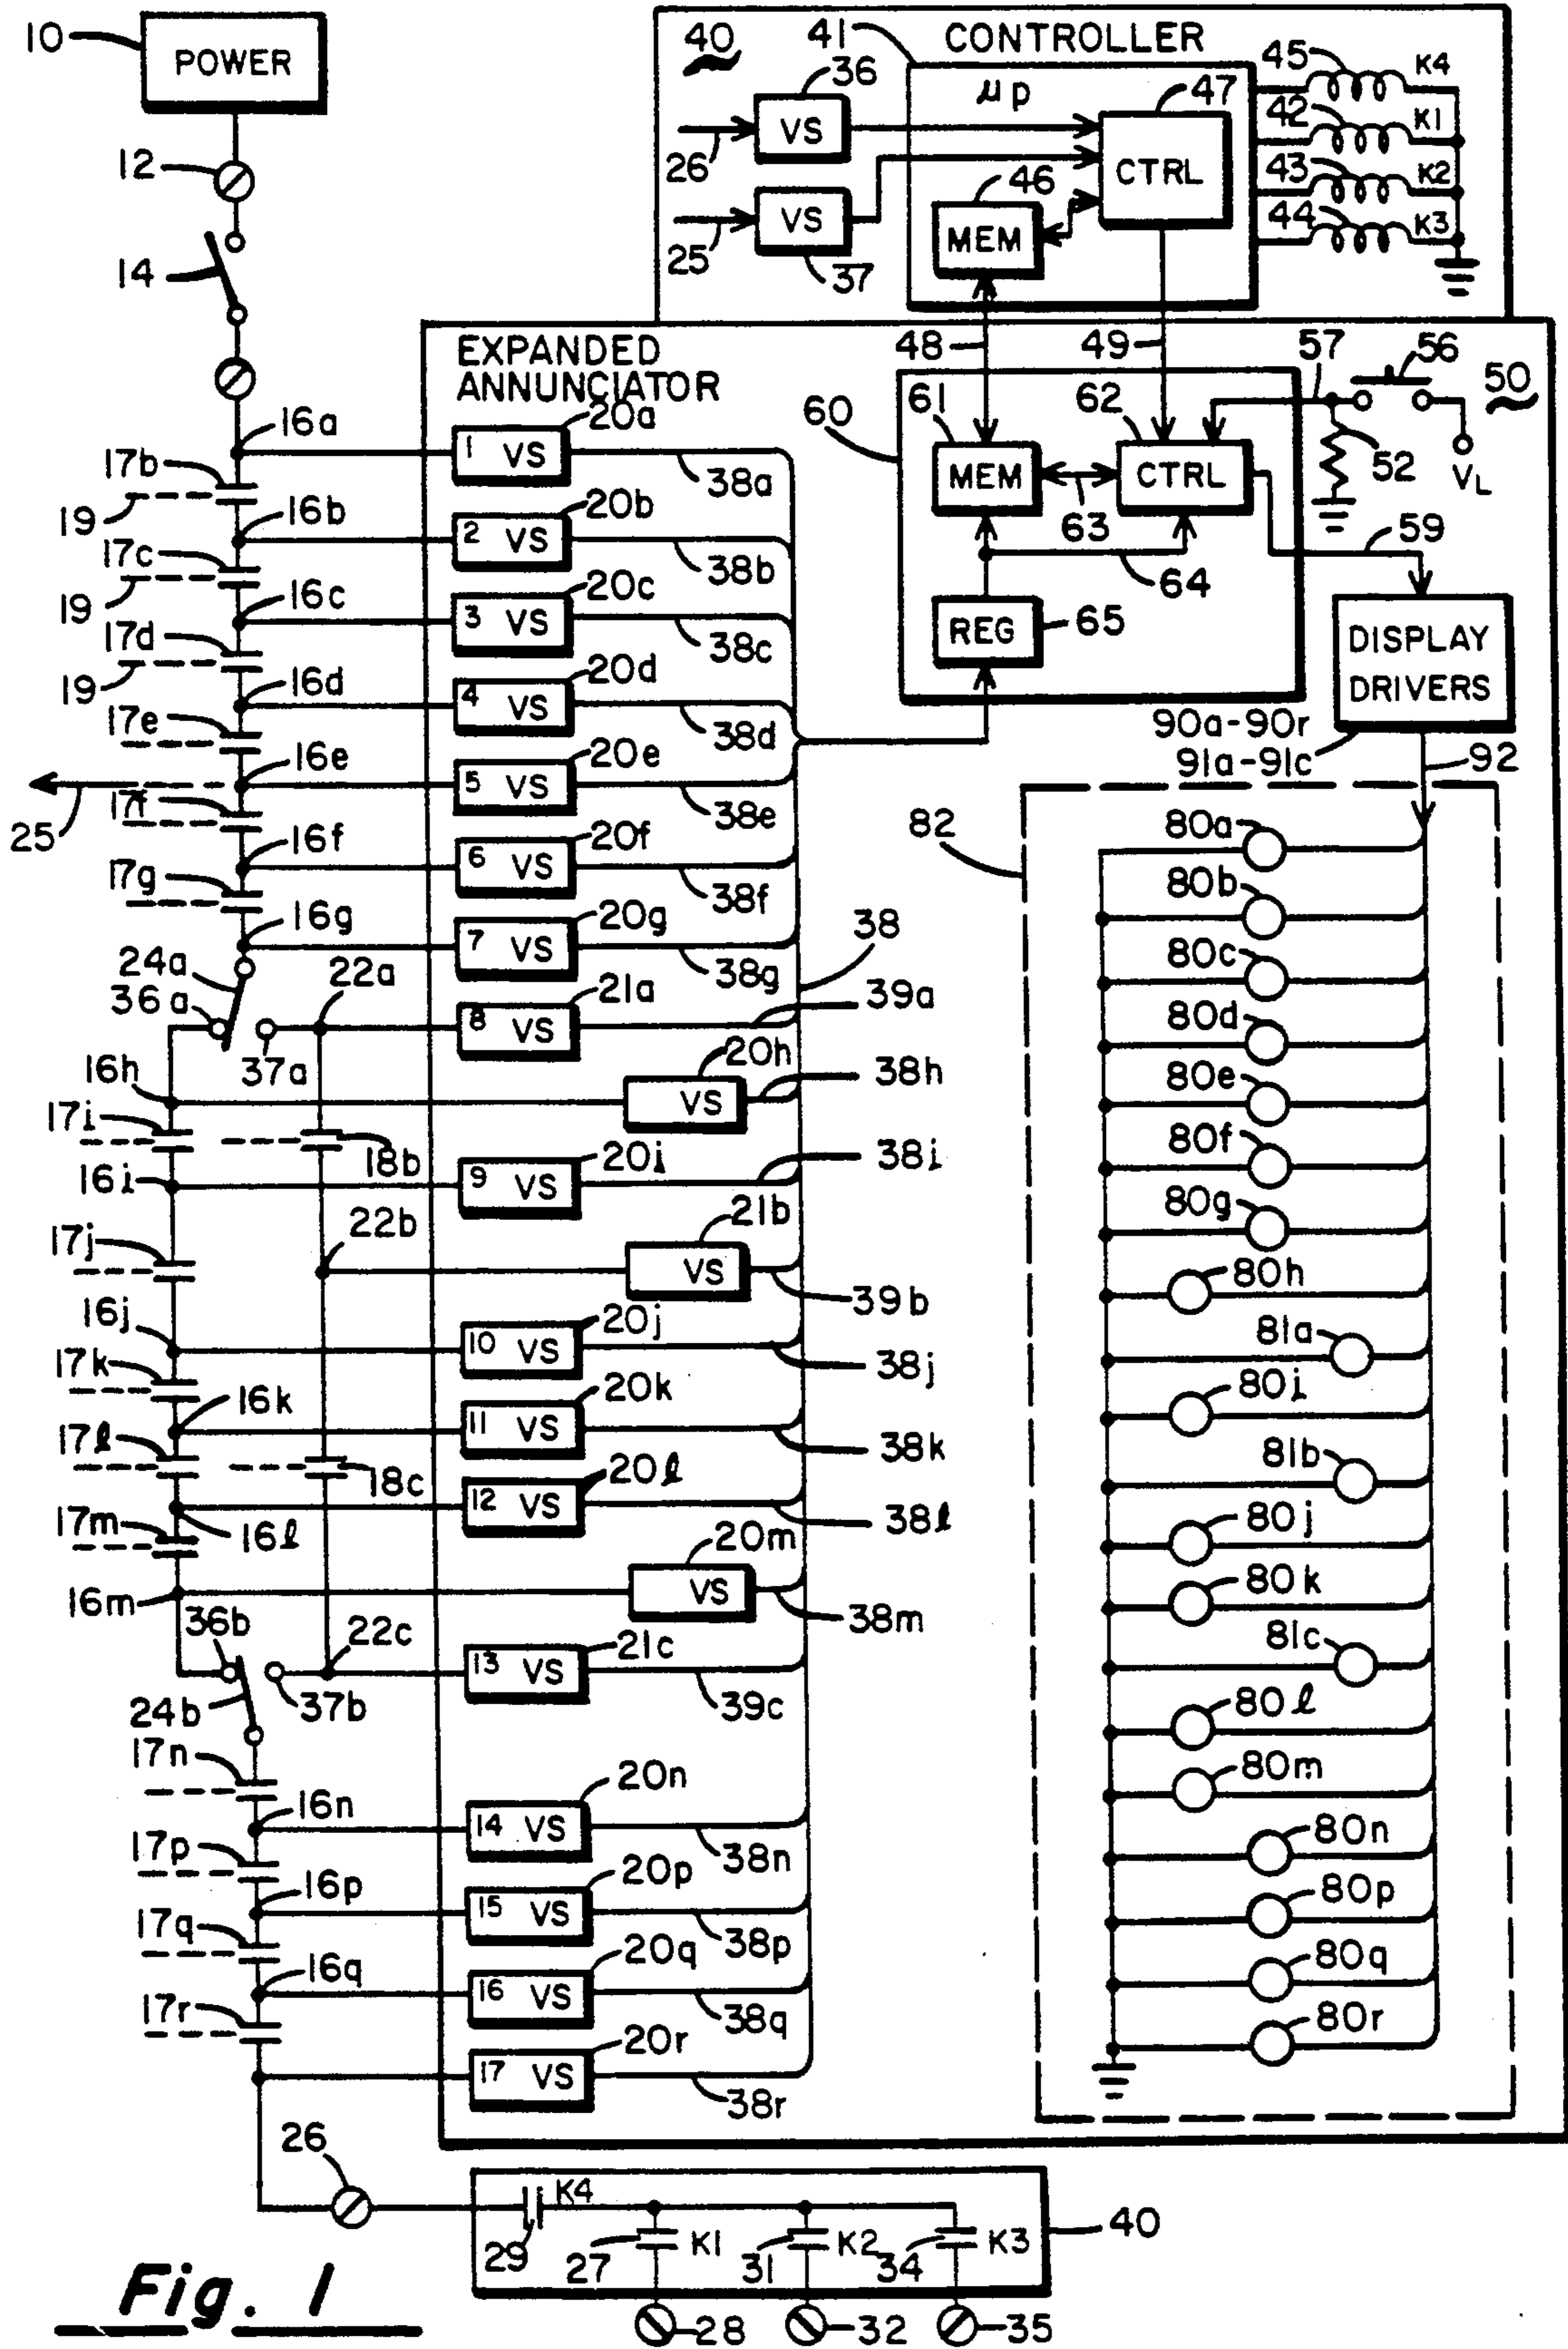 10
POWER
12
14
40
41
CONTROLLER
36
VS
26
VS
25
37
μp
47
CTRL
46
MEM
45
K4
42
K1
43
K2
44
K3
EXPANDED
ANNUNCIATOR
48
49
57
56
50
60
61
MEM
62
CTRL
63
64
REG
65
52
VL
59
DISPLAY
DRIVERS
90a-90r
91a-91c
92
16a
1 VS
20a
38a
17b
19
16b
2 VS
20b
38b
17c
19
16c
3 VS
20c
38c
17d
19
16d
4 VS
20d
38d
17e
16e
5 VS
20e
38e
25
17f
16f
6 VS
20f
38f
17g
16g
7 VS
20g
38g
38
24a
36a
37a
22a
8 VS
21a
39a
16h
VS
20h
38h
17i
18b
16i
9 VS
20i
38i
22b
VS
21b
39b
17j
16j
10 VS
20j
38j
17k
16k
11 VS
20k
38k
17l
18c
16l
12 VS
20l
38l
17m
16m
VS
20m
38m
36b
24b
37b
22c
13 VS
21c
39c
17n
16n
14 VS
20n
38n
17p
16p
15 VS
20p
38p
17q
16q
16 VS
20q
38q
17r
17 VS
20r
38r
82
80a
80b
80c
80d
80e
80f
80g
80h
81a
80i
81b
80j
80k
81c
80l
80m
80n
80p
80q
80r
26
K4
29
27
K1
31
K2
34
K3
40
28
32
35
Fig. 1